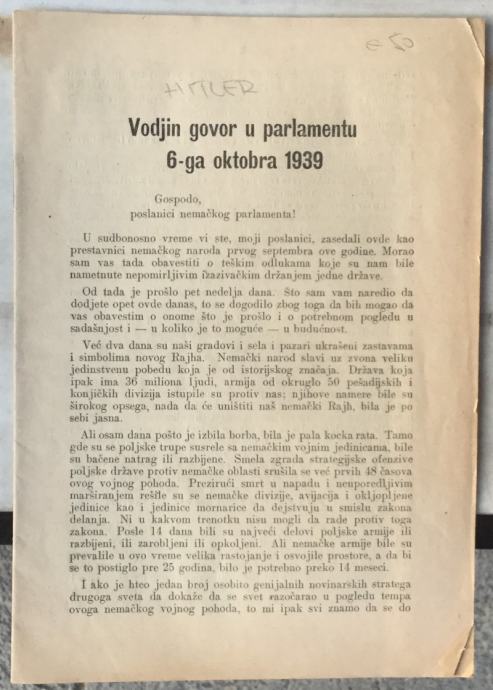 € 50
HITLER
Vodjin govor u parlamentu
6-ga oktobra 1939
Gospodo,
poslanici nemačkog parlamenta!
U sudbonosno vreme vi ste, moji poslanici, zasedali ovde kao
prestavnici nemačkog naroda prvog septembra ove godine. Morao
sam vas tada obavestiti o teškim odlukama koje su nam bile
nametnute nepomirljivim izazivačkim držanjem jedne države.
Od tada je prošlo pet nedelja dana. Što sam vam naredio da
dodjete opet ovde danas, to se dogodilo zbog toga da bih mogao da
vas obavestim o onome što je prošlo i o potrebnom pogledu u
sadašnjost i — u koliko je to moguće — u budućnost.
Već dva dana su naši gradovi i sela i pazari ukrašeni zastavama
i simbolima novog Rajha. Nemački narod slavi uz zvona veliku
jedinstvenu pobedu koja je od istorijskog značaja. Država koja
ipak ima 36 miliona ljudi, armija od okruglo 50 pešadijskih i
konjičkih divizija istupile su protiv nas; njihove namere bile su
širokog opsega, nada da će uništiti naš nemački Rajh, bila je po
sebi jasna.
Ali osam dana pošto je izbila borba, bila je pala kocka rata. Tamo
gde su se poljske trupe susrele sa nemačkim vojnim jedinicama, bile
su bačene natrag ili razbijene. Smela zgrada strategijske ofenzive
poljske države protiv nemačke oblasti srušila se već prvih 48 časova
ovog vojnog pohoda. Prezirući smrt u napadu i neuporedljivim
marširanjem rešile su se nemačke divizije, avijacija i okljopljene
jedinice kao i jedinice mornarice da dejstvuju u smislu zakona
delanja. Ni u kakvom trenotku nisu mogli da rade protiv toga
zakona. Posle 14 dana bili su najveći delovi poljske armije ili
razbijeni, ili zarobljeni ili opkoljeni. Ali nemačke armije bile su
prevalile u ovo vreme velika rastojanje i osvojile prostore, a da bi
se to postiglo pre 25 godina, bilo je potrebno preko 14 meseci.
I ako je hteo jedan broj osobito genijalnih novinarskih stratega
drugoga sveta da dokaže da se svet razočarao u pogledu tempa
ovoga nemačkog vojnog pohoda, to mi ipak svi znamo da se do